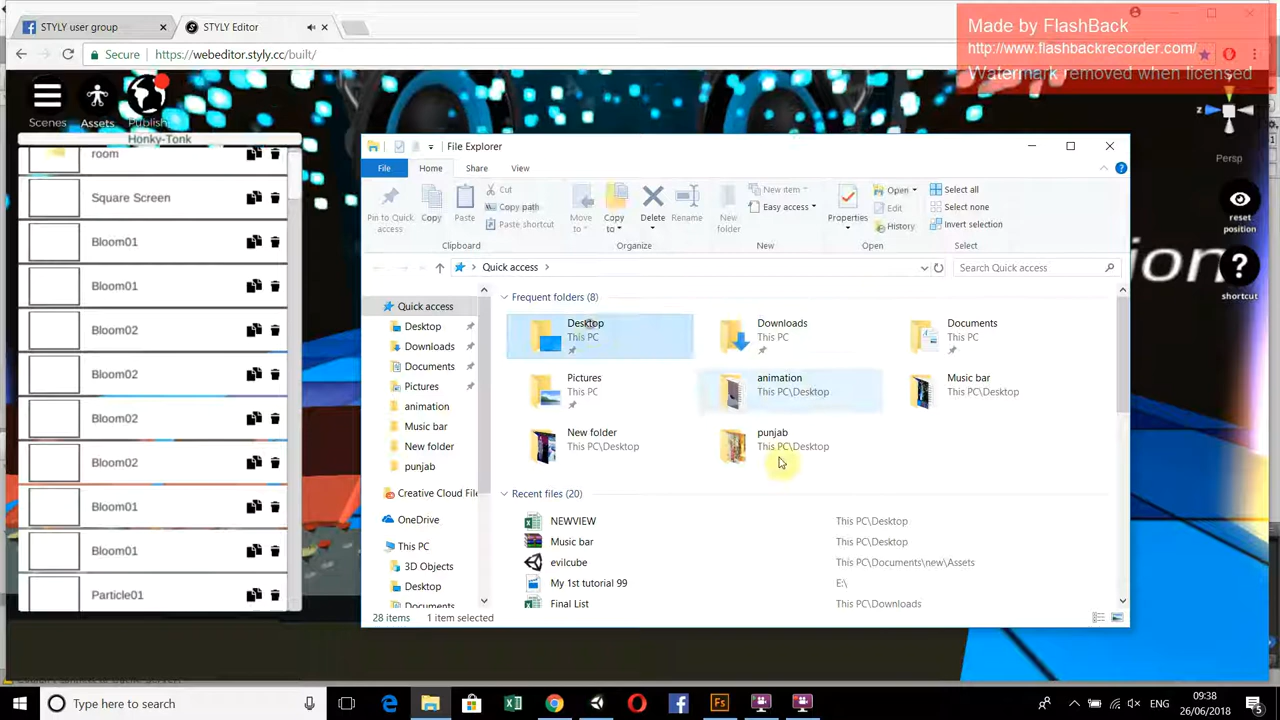 STYLY user group
STYLY Editor
Made by FlashBack
http://www.flashbackrecorder.com/
Watermark removed when licensed
Secure
https://webeditor.styly.cc/built/
Scenes
Assets
Publish
Honky-Tonk
room
Square Screen
Bloom01
Bloom01
Bloom02
Bloom02
Bloom02
Bloom02
Bloom01
Bloom01
Particle01
Z
Persp
reset position
shortcut
ion
File Explorer
File
Home
Share
View
Pin to Quick access
Copy
Paste
Cut
Copy path
Paste shortcut
Clipboard
Move to
Copy to
Delete
Rename
Organize
New folder
New item
Easy access
New
Properties
Open
Edit
History
Open
Select all
Select none
Invert selection
Select
Quick access
Search Quick access
Quick access
Desktop
Downloads
Documents
Pictures
animation
Music bar
New folder
punjab
Creative Cloud File
OneDrive
This PC
3D Objects
Desktop
Documents
Frequent folders (8)
Desktop
This PC
Downloads
This PC
Documents
This PC
Pictures
This PC
animation
This PC\Desktop
Music bar
This PC\Desktop
New folder
This PC\Desktop
punjab
This PC\Desktop
Recent files (20)
NEWVIEW This PC\Desktop
Music bar This PC\Desktop
evilcube This PC\Documents\new\Assets
My 1st tutorial 99 E:\
Final List This PC\Downloads
28 items 1 item selected
Type here to search
ENG
09:38
26/06/2018